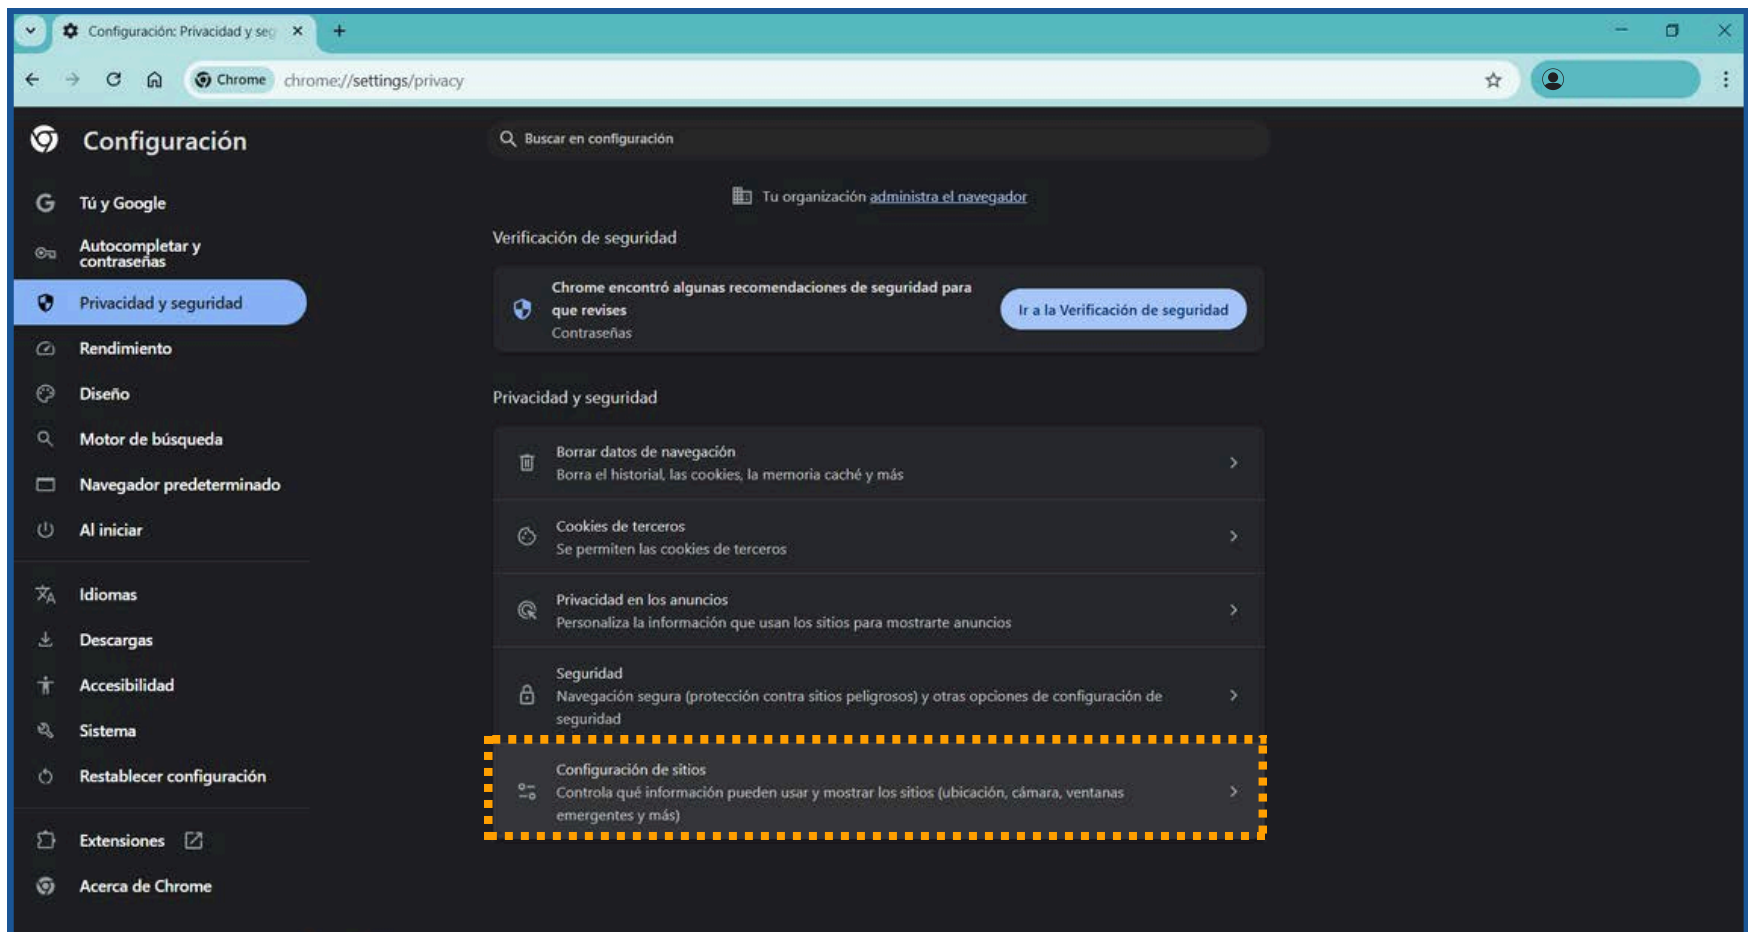 Configuración: Privacidad y seg
Chrome
chrome://settings/privacy
Configuración
Buscar en configuración
Tú y Google
Autocompletar y
contraseñas
Privacidad y seguridad
Rendimiento
Diseño
Motor de búsqueda
Navegador predeterminado
Al iniciar
Idiomas
Descargas
Accesibilidad
Sistema
Restablecer configuración
Extensiones
Acerca de Chrome
Tu organización administra el navegador
Verificación de seguridad
Chrome encontró algunas recomendaciones de seguridad para
que revises
Contraseñas
Ir a la Verificación de seguridad
Privacidad y seguridad
Borrar datos de navegación
Borra el historial, las cookies, la memoria caché y más
Cookies de terceros
Se permiten las cookies de terceros
Privacidad en los anuncios
Personaliza la información que usan los sitios para mostrarte anuncios
Seguridad
Navegación segura (protección contra sitios peligrosos) y otras opciones de configuración de
seguridad
Configuración de sitios
Controla qué información pueden usar y mostrar los sitios (ubicación, cámara, ventanas
emergentes y más)